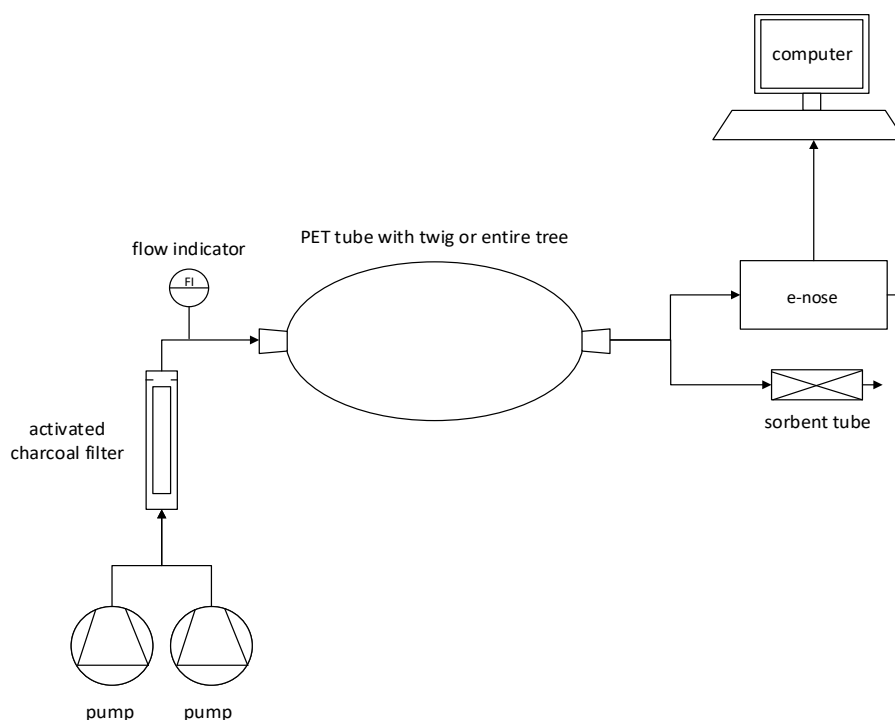 computer
PET tube with twig or entire tree
flow indicator
FI
e-nose
activated
charcoal filter
sorbent tube
pump
pump